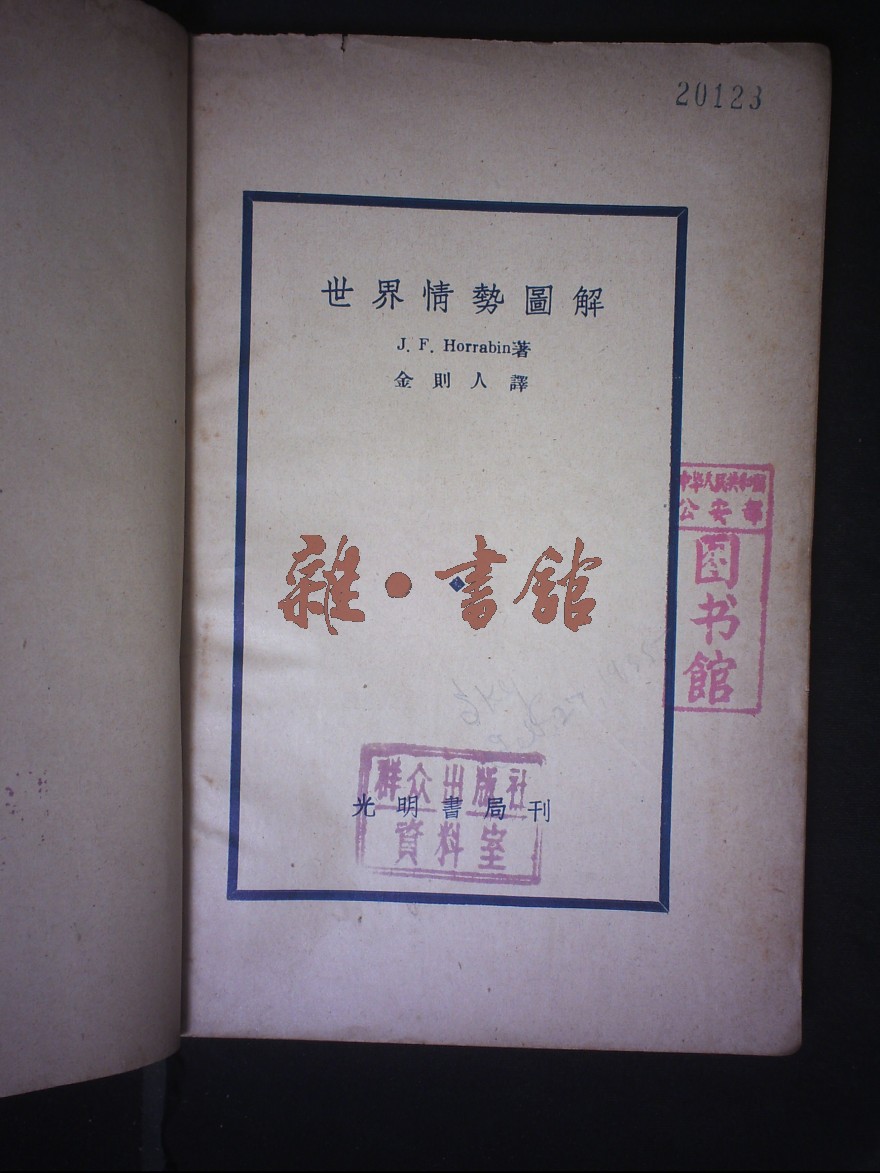 20123
世界情勢圖解
J. F. Horrabin著
金則人譯
中华人民共和國
公安部
图书馆
雜·書館
群众出版社
資料室
光明書局刊